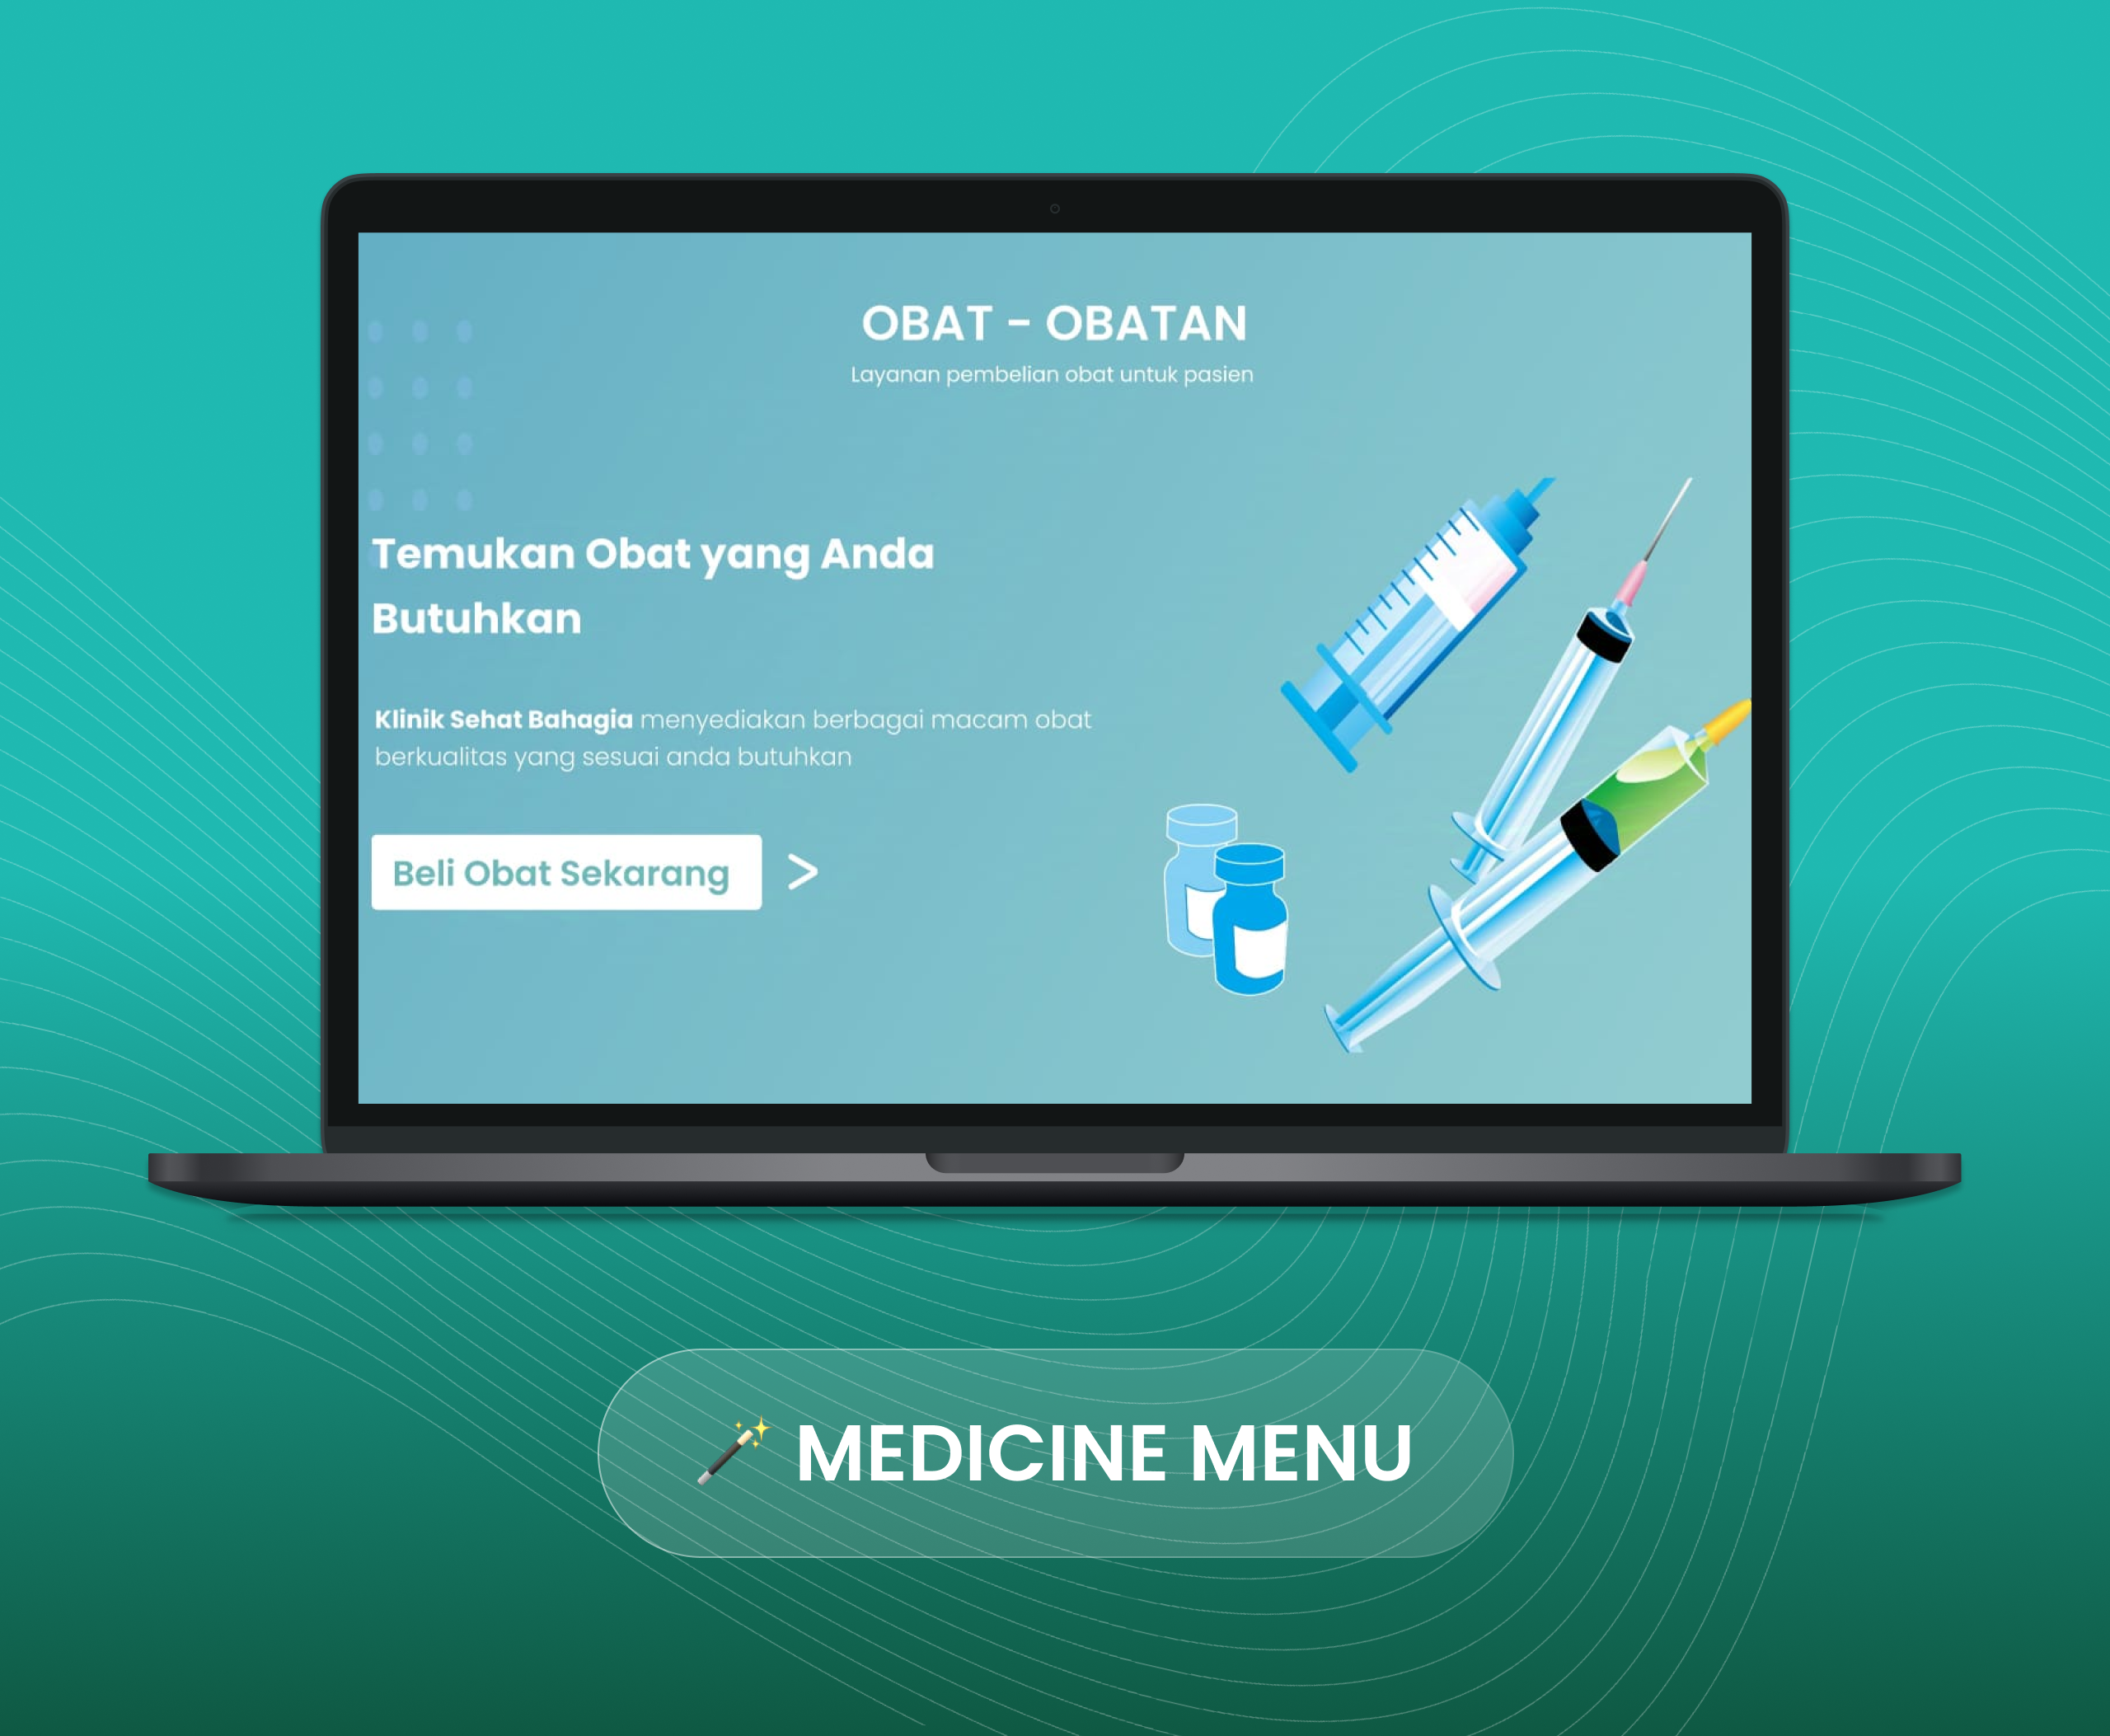 OBAT - OBATAN
Layanan pembelian obat untuk pasien
Temukan Obat yang Anda
Butuhkan
Klinik Sehat Bahagia menyediakan berbagai macam obat
berkualitas yang sesuai anda butuhkan
Beli Obat Sekarang >
MEDICINE MENU